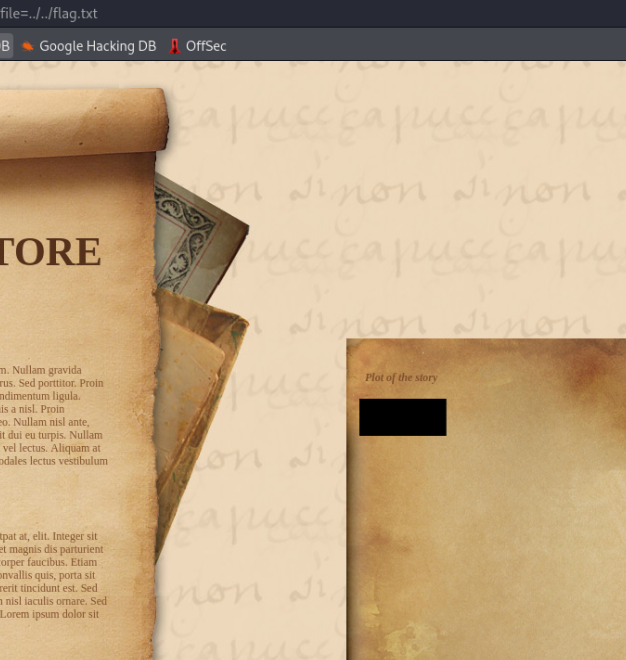 file=../../flag.txt
DB Google Hacking DB OffSec
TORE
m. Nullam gravida
rus. Sed porttitor. Proin
ndimentum ligula.
is a nisl. Proin
eo. Nullam nisl ante,
it dui eu turpis. Nullam
vel lectus. Aliquam at
odales lectus vestibulum
tpat at, elit. Integer sit
et magnis dis parturient
orper faucibus. Etiam
onvallis quis, porta sit
rerit tincidunt est. Sed
n nisl iaculis ornare. Sed
Lorem ipsum dolor sit
Plot of the story